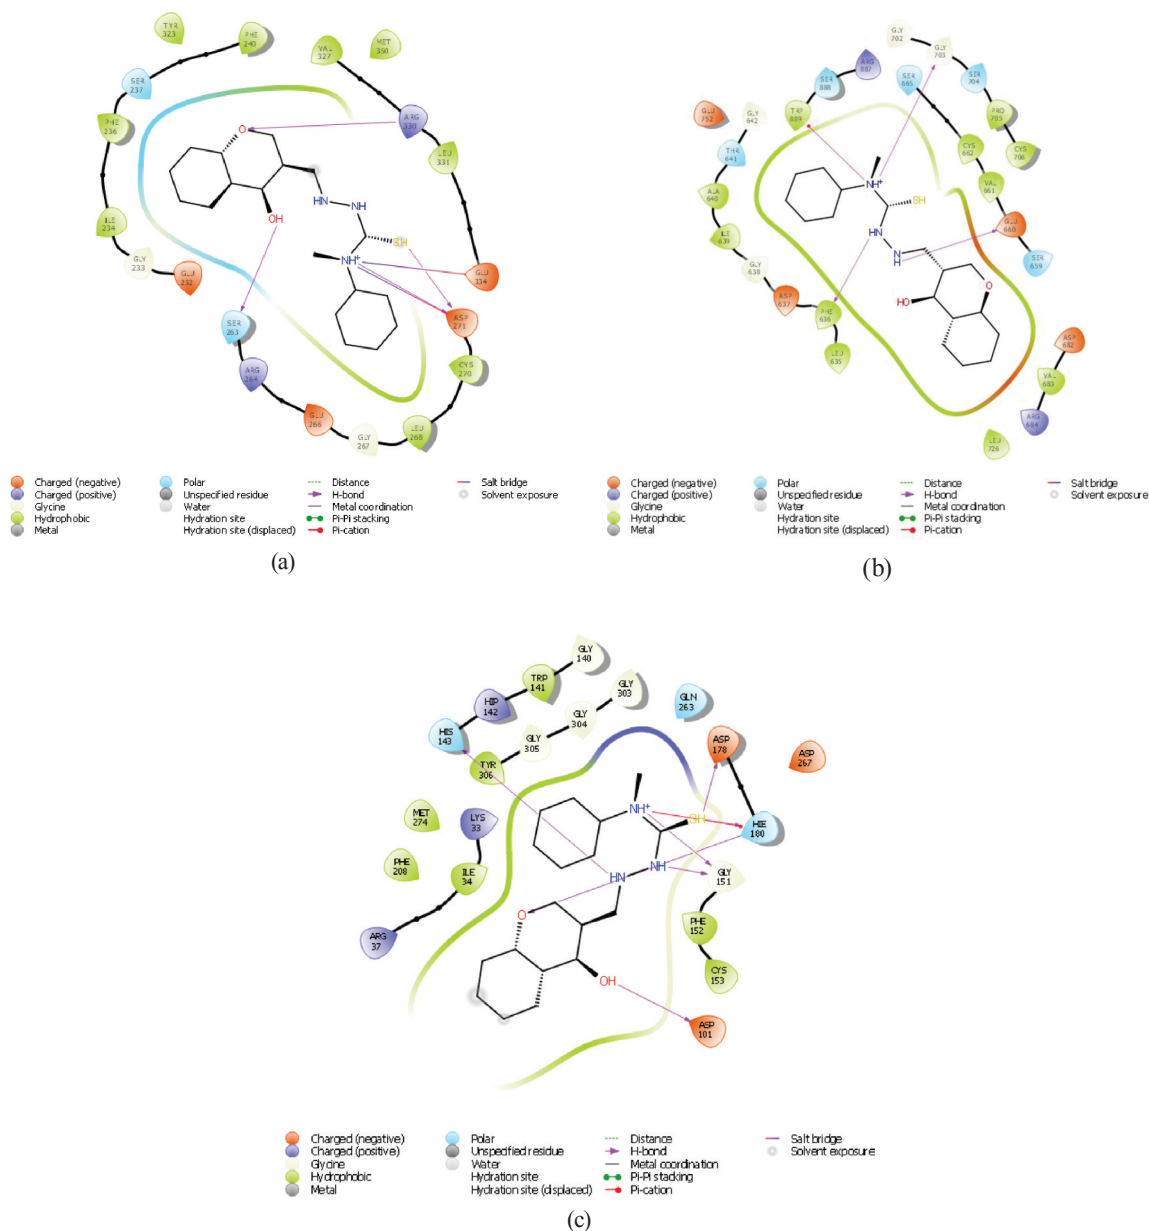 TYR
323
PHE
240
SER
237
PHE
236
ILE
234
GLY
233
GLU
232
VAL
327
MET
350
ARG
330
LEU
331
O
OH
HN
NH
SH
NH+
GLU
334
ASP
271
SER
263
ARG
264
CYS
270
GLU
266
GLY
267
LEU
268
Charged (negative)
Charged (positive)
Glycine
Hydrophobic
Metal
Polar
Unspecified residue
Water
Hydration site
Hydration site (displaced)
Distance
H-bond
Metal coordination
Pi-Pi stacking
Pi-cation
Salt bridge
Solvent exposure
(a)
GLY
702
GLY
703
ARG
887
SER
888
SER
665
SER
704
GLU
752
GLY
642
TRP
889
PRO
705
THR
641
CYS
662
CYS
706
ALA
640
VAL
661
ILE
639
GLU
660
GLY
638
SER
659
ASP
637
PHE
636
LEU
635
NH+
SH
HN
N
H
O
HO
ASP
682
VAL
683
ARG
684
LEU
726
Charged (negative)
Charged (positive)
Glycine
Hydrophobic
Metal
Polar
Unspecified residue
Water
Hydration site
Hydration site (displaced)
Distance
H-bond
Metal coordination
Pi-Pi stacking
Pi-cation
Salt bridge
Solvent exposure
(b)
GLY
140
TRP
141
HIP
142
HIS
143
GLY
303
GLY
304
GLY
305
TYR
306
GLN
263
ASP
178
ASP
267
HIE
180
MET
274
LYS
33
PHE
208
ILE
34
ARG
37
GLY
151
PHE
152
CYS
153
ASP
101
NH+
SH
HN
NH
O
OH
Charged (negative)
Charged (positive)
Glycine
Hydrophobic
Metal
Polar
Unspecified residue
Water
Hydration site
Hydration site (displaced)
Distance
H-bond
Metal coordination
Pi-Pi stacking
Pi-cation
Salt bridge
Solvent exposure
(c)